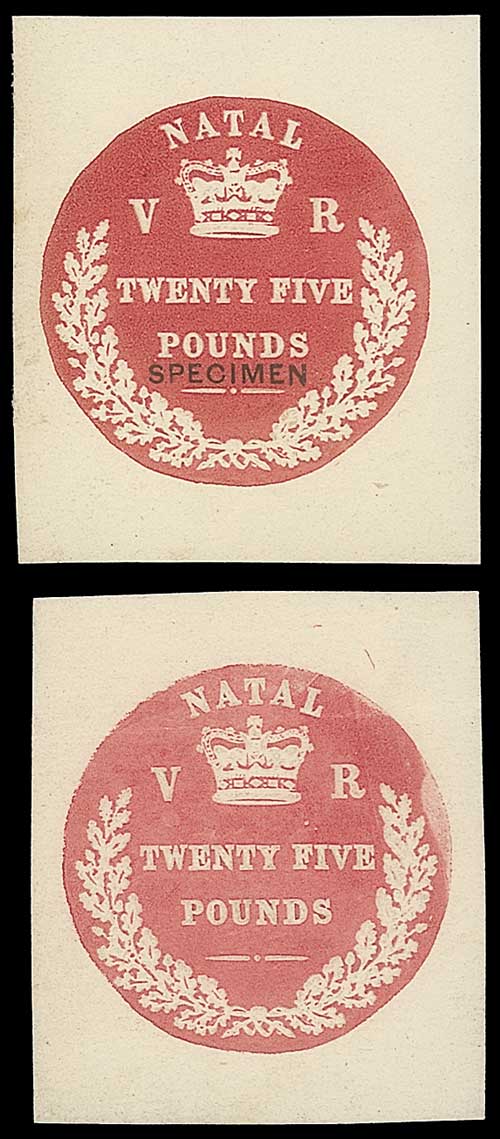 NATAL
V R
TWENTY FIVE
POUNDS
SPECIMEN
NATAL
V R
TWENTY FIVE
POUNDS